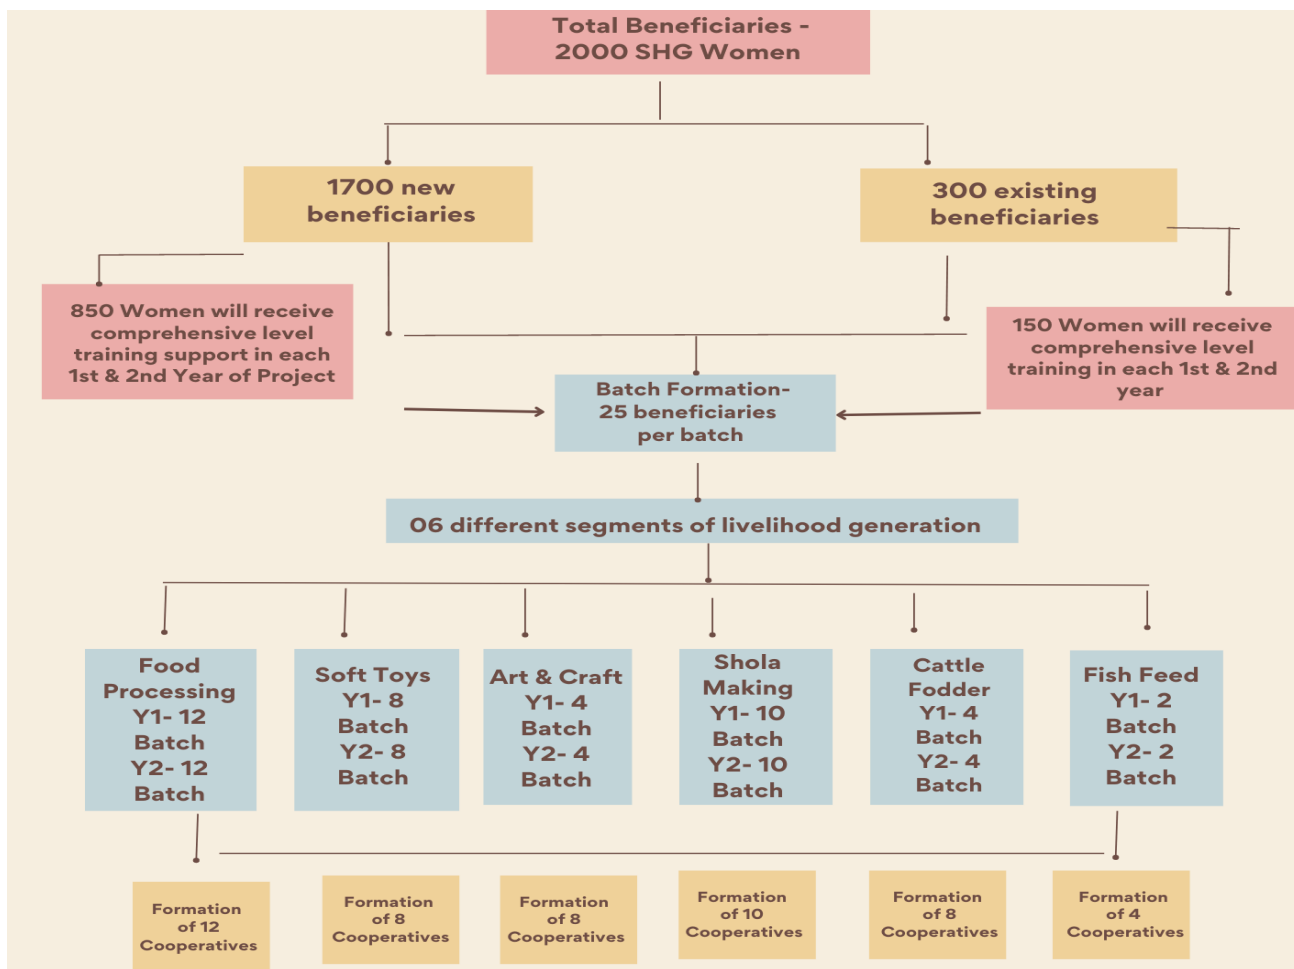 Total Beneficiaries -
2000 SHG Women
1700 new
beneficiaries
300 existing
beneficiaries
850 Women will receive
comprehensive level
training support in each
1st & 2nd Year of Project
150 Women will receive
comprehensive level
training in each 1st & 2nd
year
Batch Formation-
25 beneficiaries
per batch
06 different segments of livelihood generation
Food
Processing
Y1- 12
Batch
Y2- 12
Batch
Soft Toys
Y1- 8
Batch
Y2- 8
Batch
Art & Craft
Y1- 4
Batch
Y2- 4
Batch
Shola
Making
Y1- 10
Batch
Y2- 10
Batch
Cattle
Fodder
Y1- 4
Batch
Y2- 4
Batch
Fish Feed
Y1- 2
Batch
Y2- 2
Batch
Formation
of 12
Cooperatives
Formation
of 8
Cooperatives
Formation
of 8
Cooperatives
Formation
of 10
Cooperatives
Formation
of 8
Cooperatives
Formation
of 4
Cooperatives